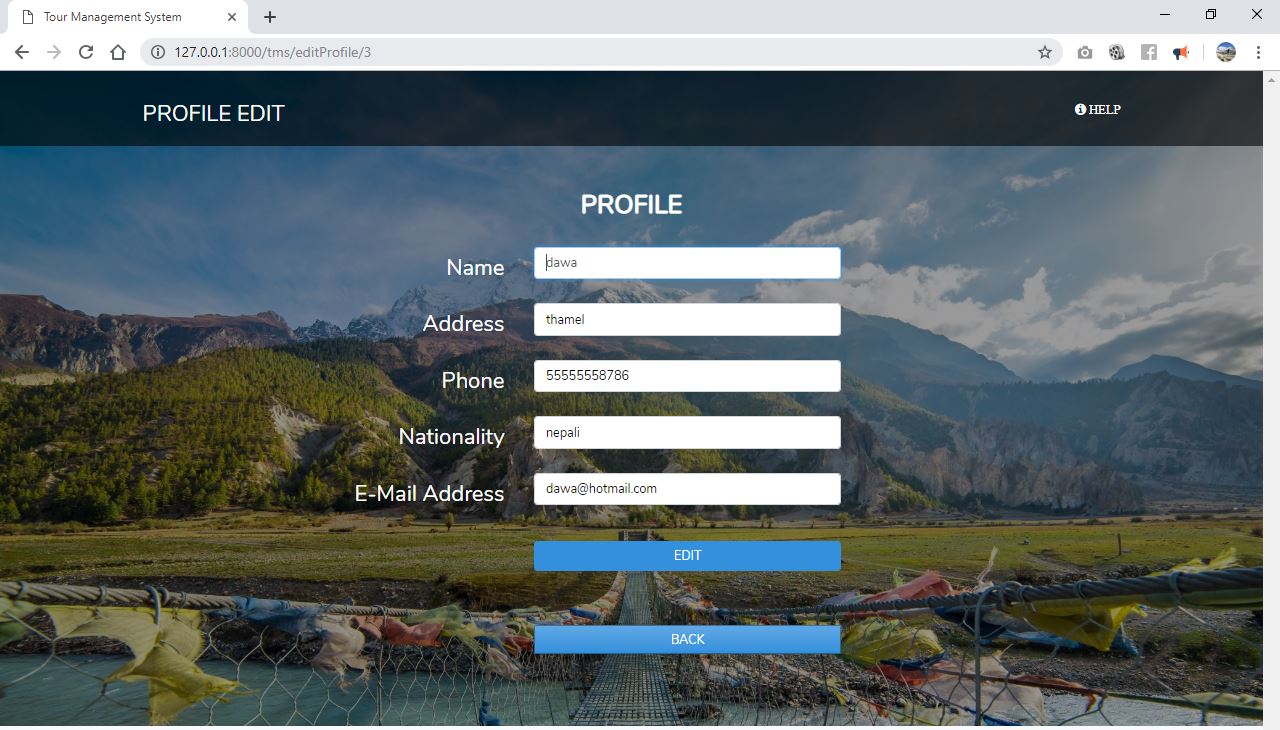 Tour Management System
127.0.0.1:8000/tms/editProfile/3
PROFILE EDIT
HELP
PROFILE
Name
dawa
Address
thamel
Phone
55555558786
Nationality
nepali
E-Mail Address
dawa@hotmail.com
EDIT
BACK